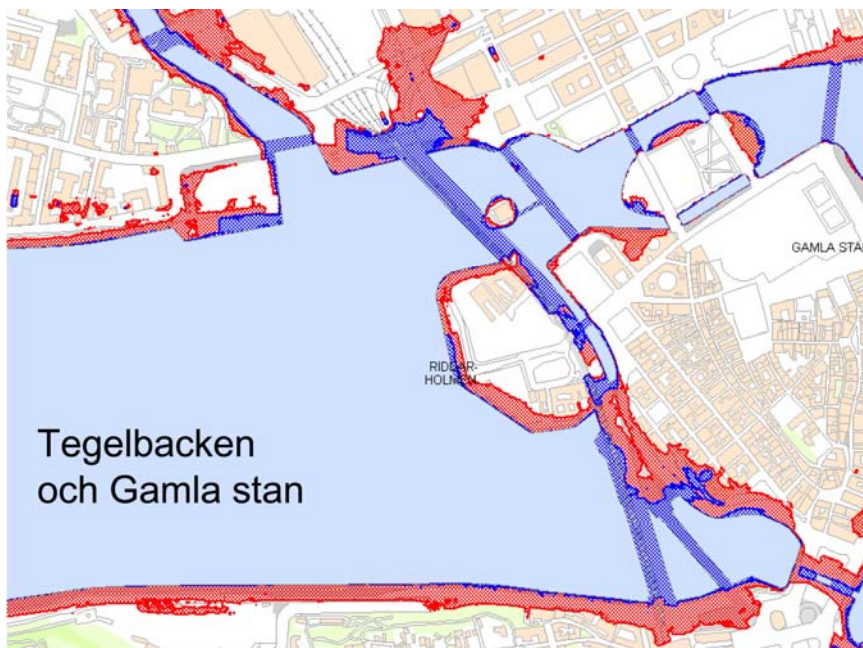 GAMLA STA
RIDDAR-
HOLMEN
Tegelbacken
och Gamla stan